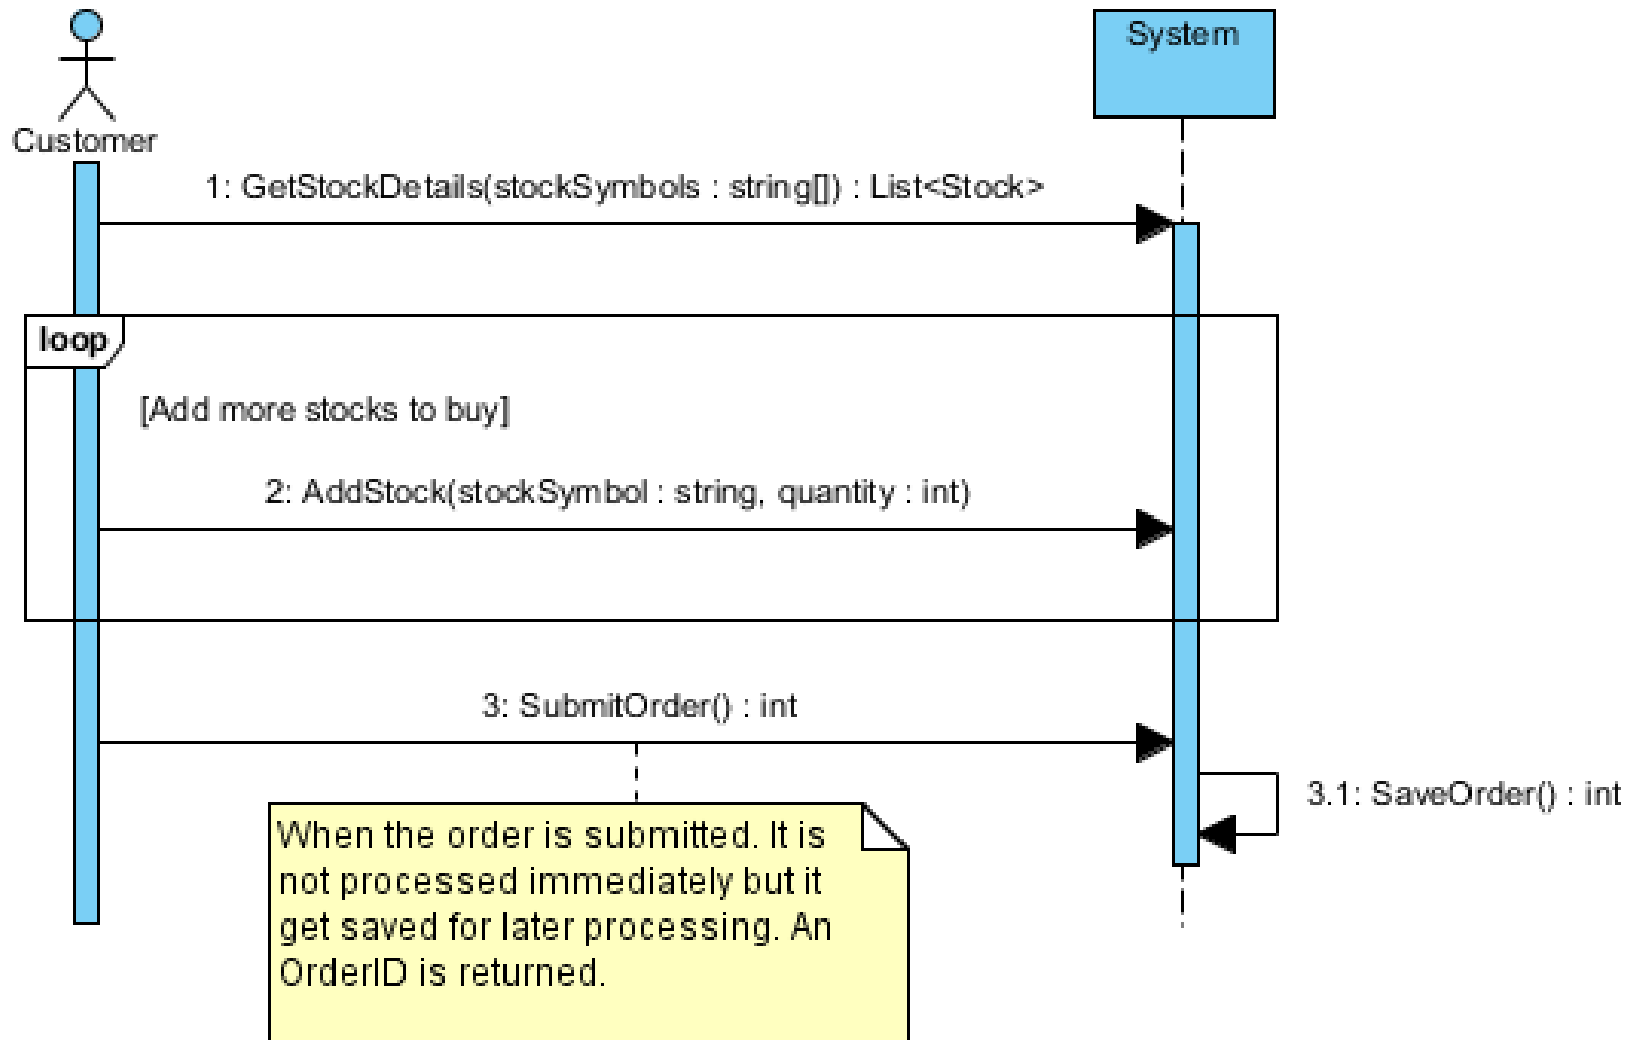 System
Customer
1: GetStockDetails(stockSymbols : string[]) : List<Stock>
loop
[Add more stocks to buy]
2: AddStock(stockSymbol : string, quantity : int)
3: SubmitOrder() : int
3.1: SaveOrder() : int
When the order is submitted. It is
not processed immediately but it
get saved for later processing. An
OrderID is returned.